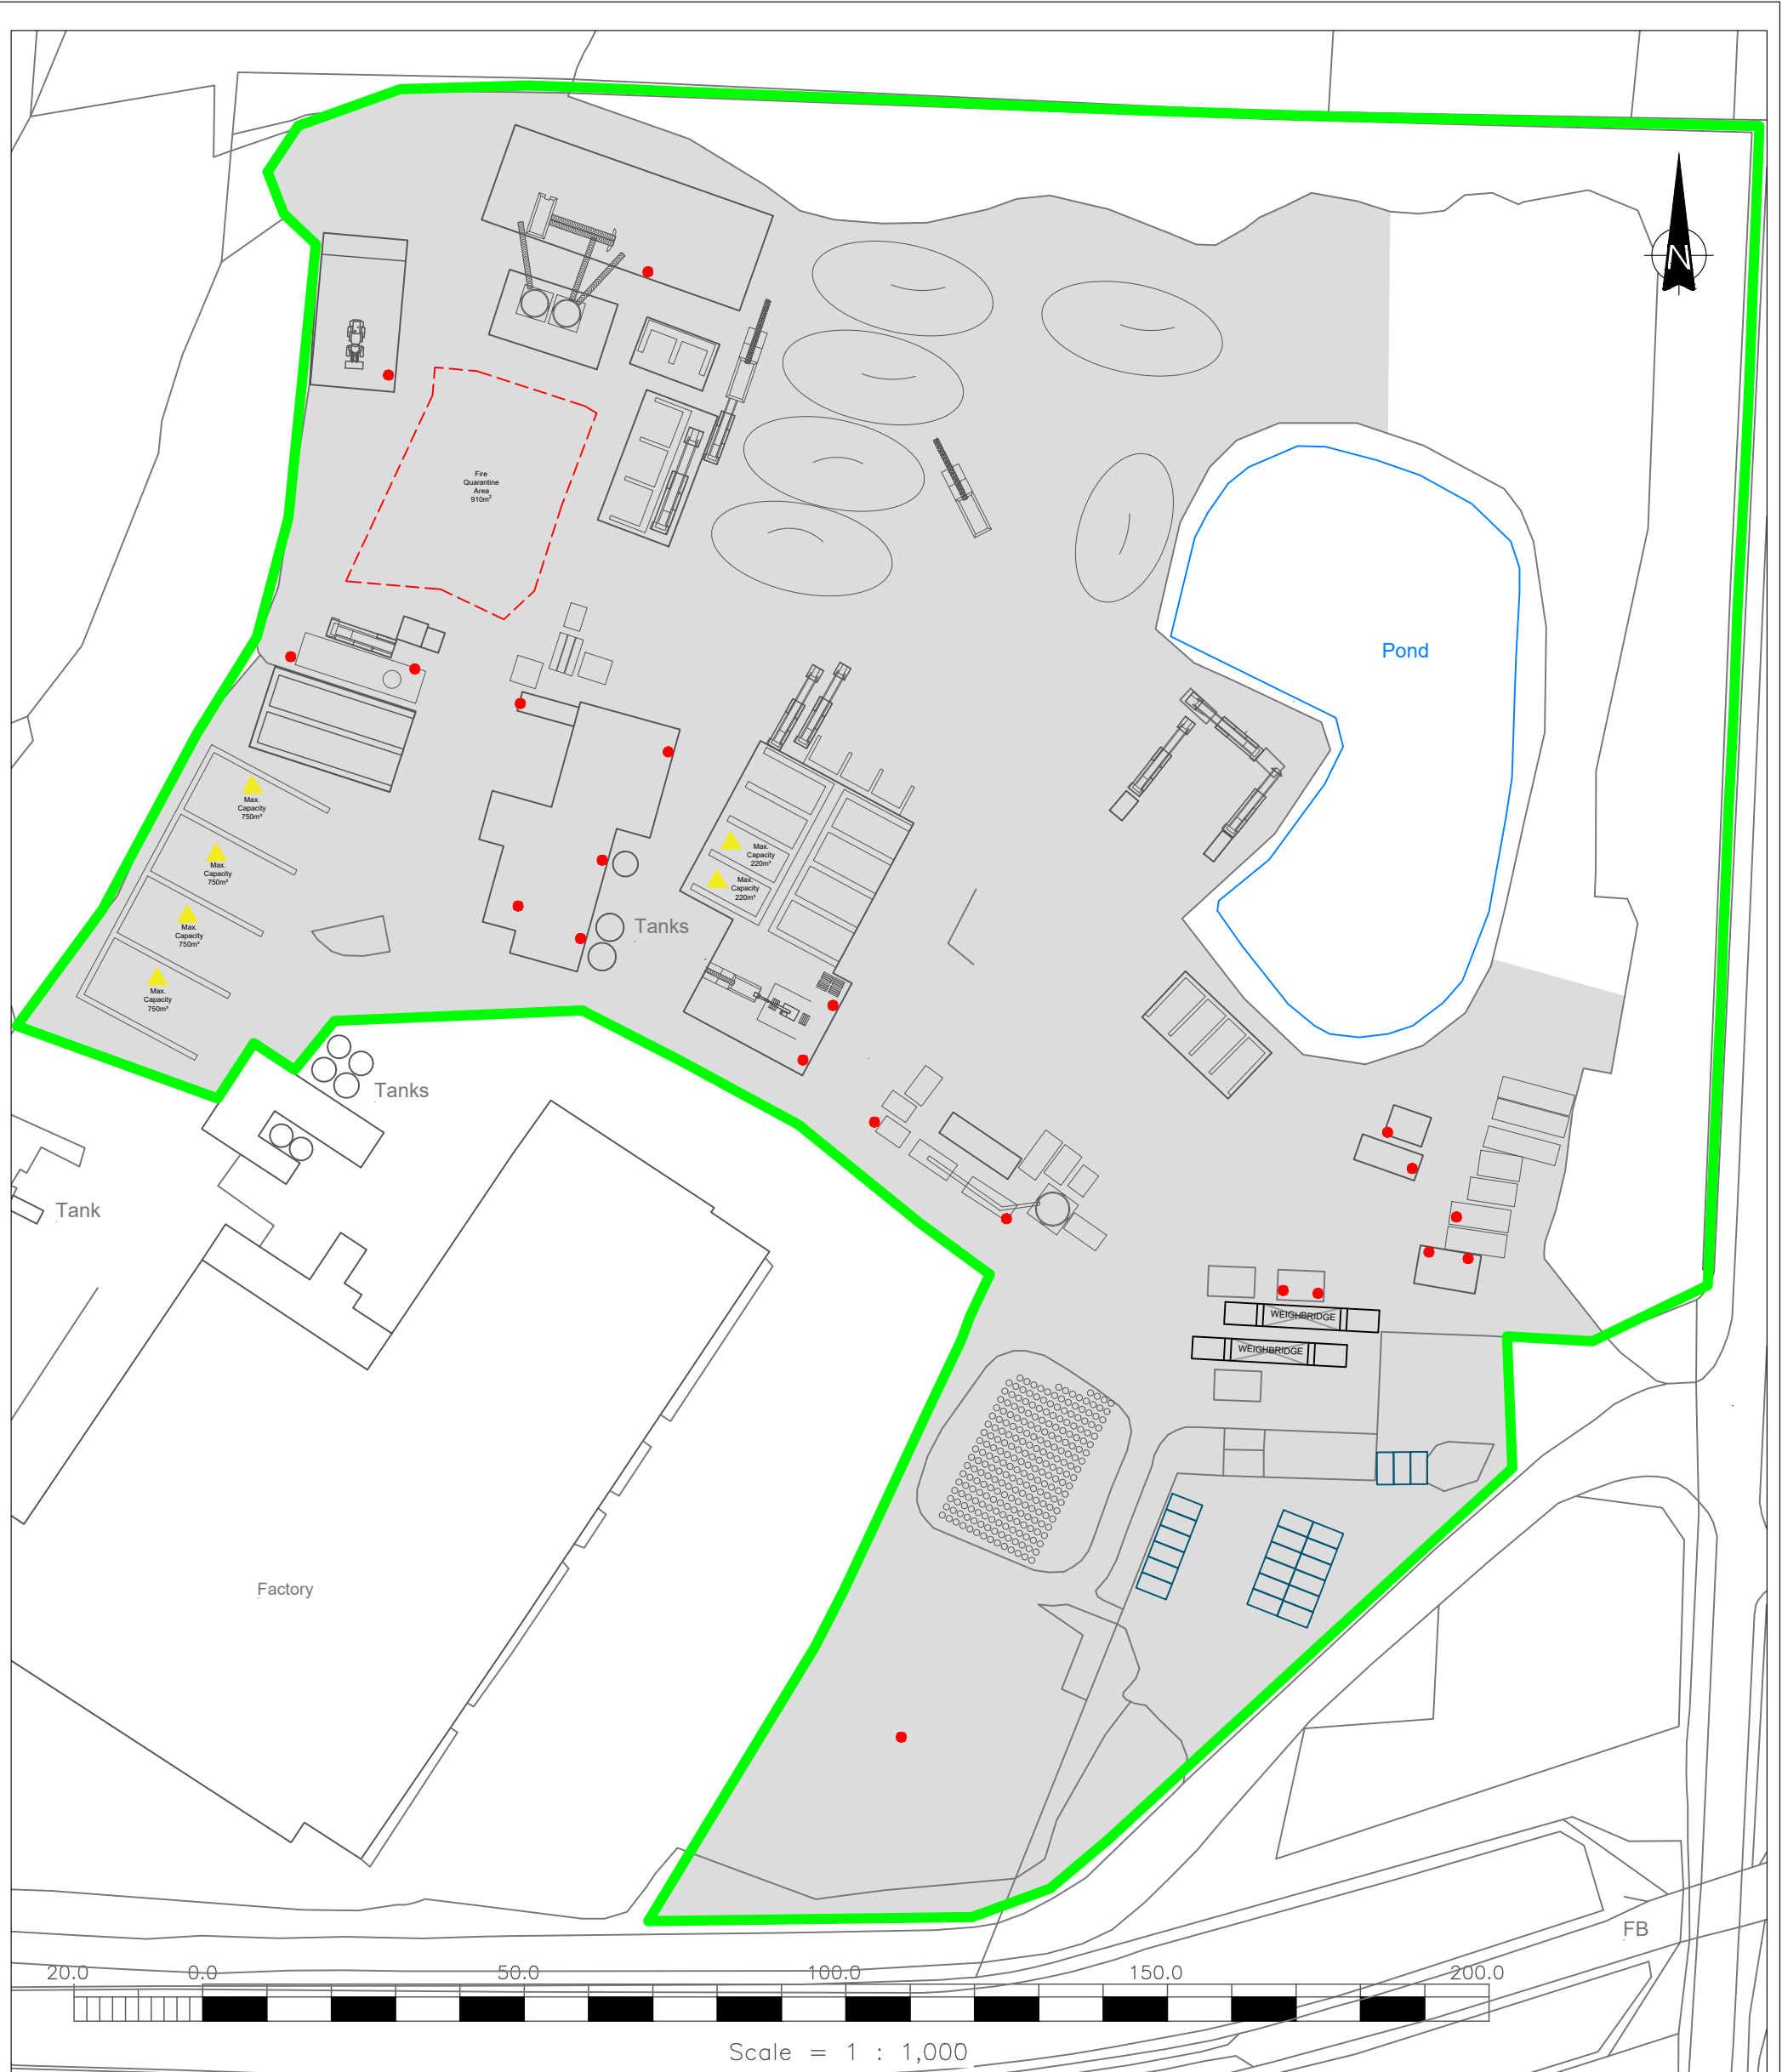 N
Fire
Quarantine
Area
910m²
Pond
Max.
Capacity
750m³
Max.
Capacity
750m³
Max.
Capacity
750m³
Max.
Capacity
750m³
Max.
Capacity
220m³
Max.
Capacity
220m³
Tanks
Tanks
Tank
WEIGHBRIDGE
WEIGHBRIDGE
Factory
FB
20.0 0.0 50.0 100.0 150.0 200.0
Scale = 1 : 1,000